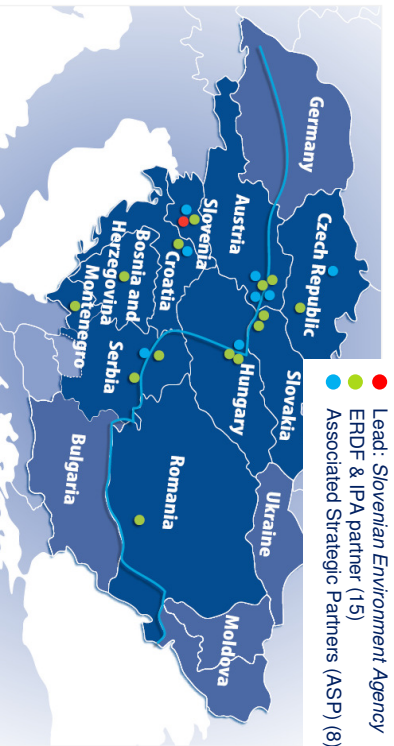 Lead: Slovenian Environment Agency
ERDF & IPA partner (15)
Associated Strategic Partners (ASP) (8)
Germany
Czech Republic
Slovakia
Ukraine
Austria
Hungary
Moldova
Slovenia
Croatia
Romania
Bosnia and
Herzegovina
Serbia
Montenegro
Bulgaria